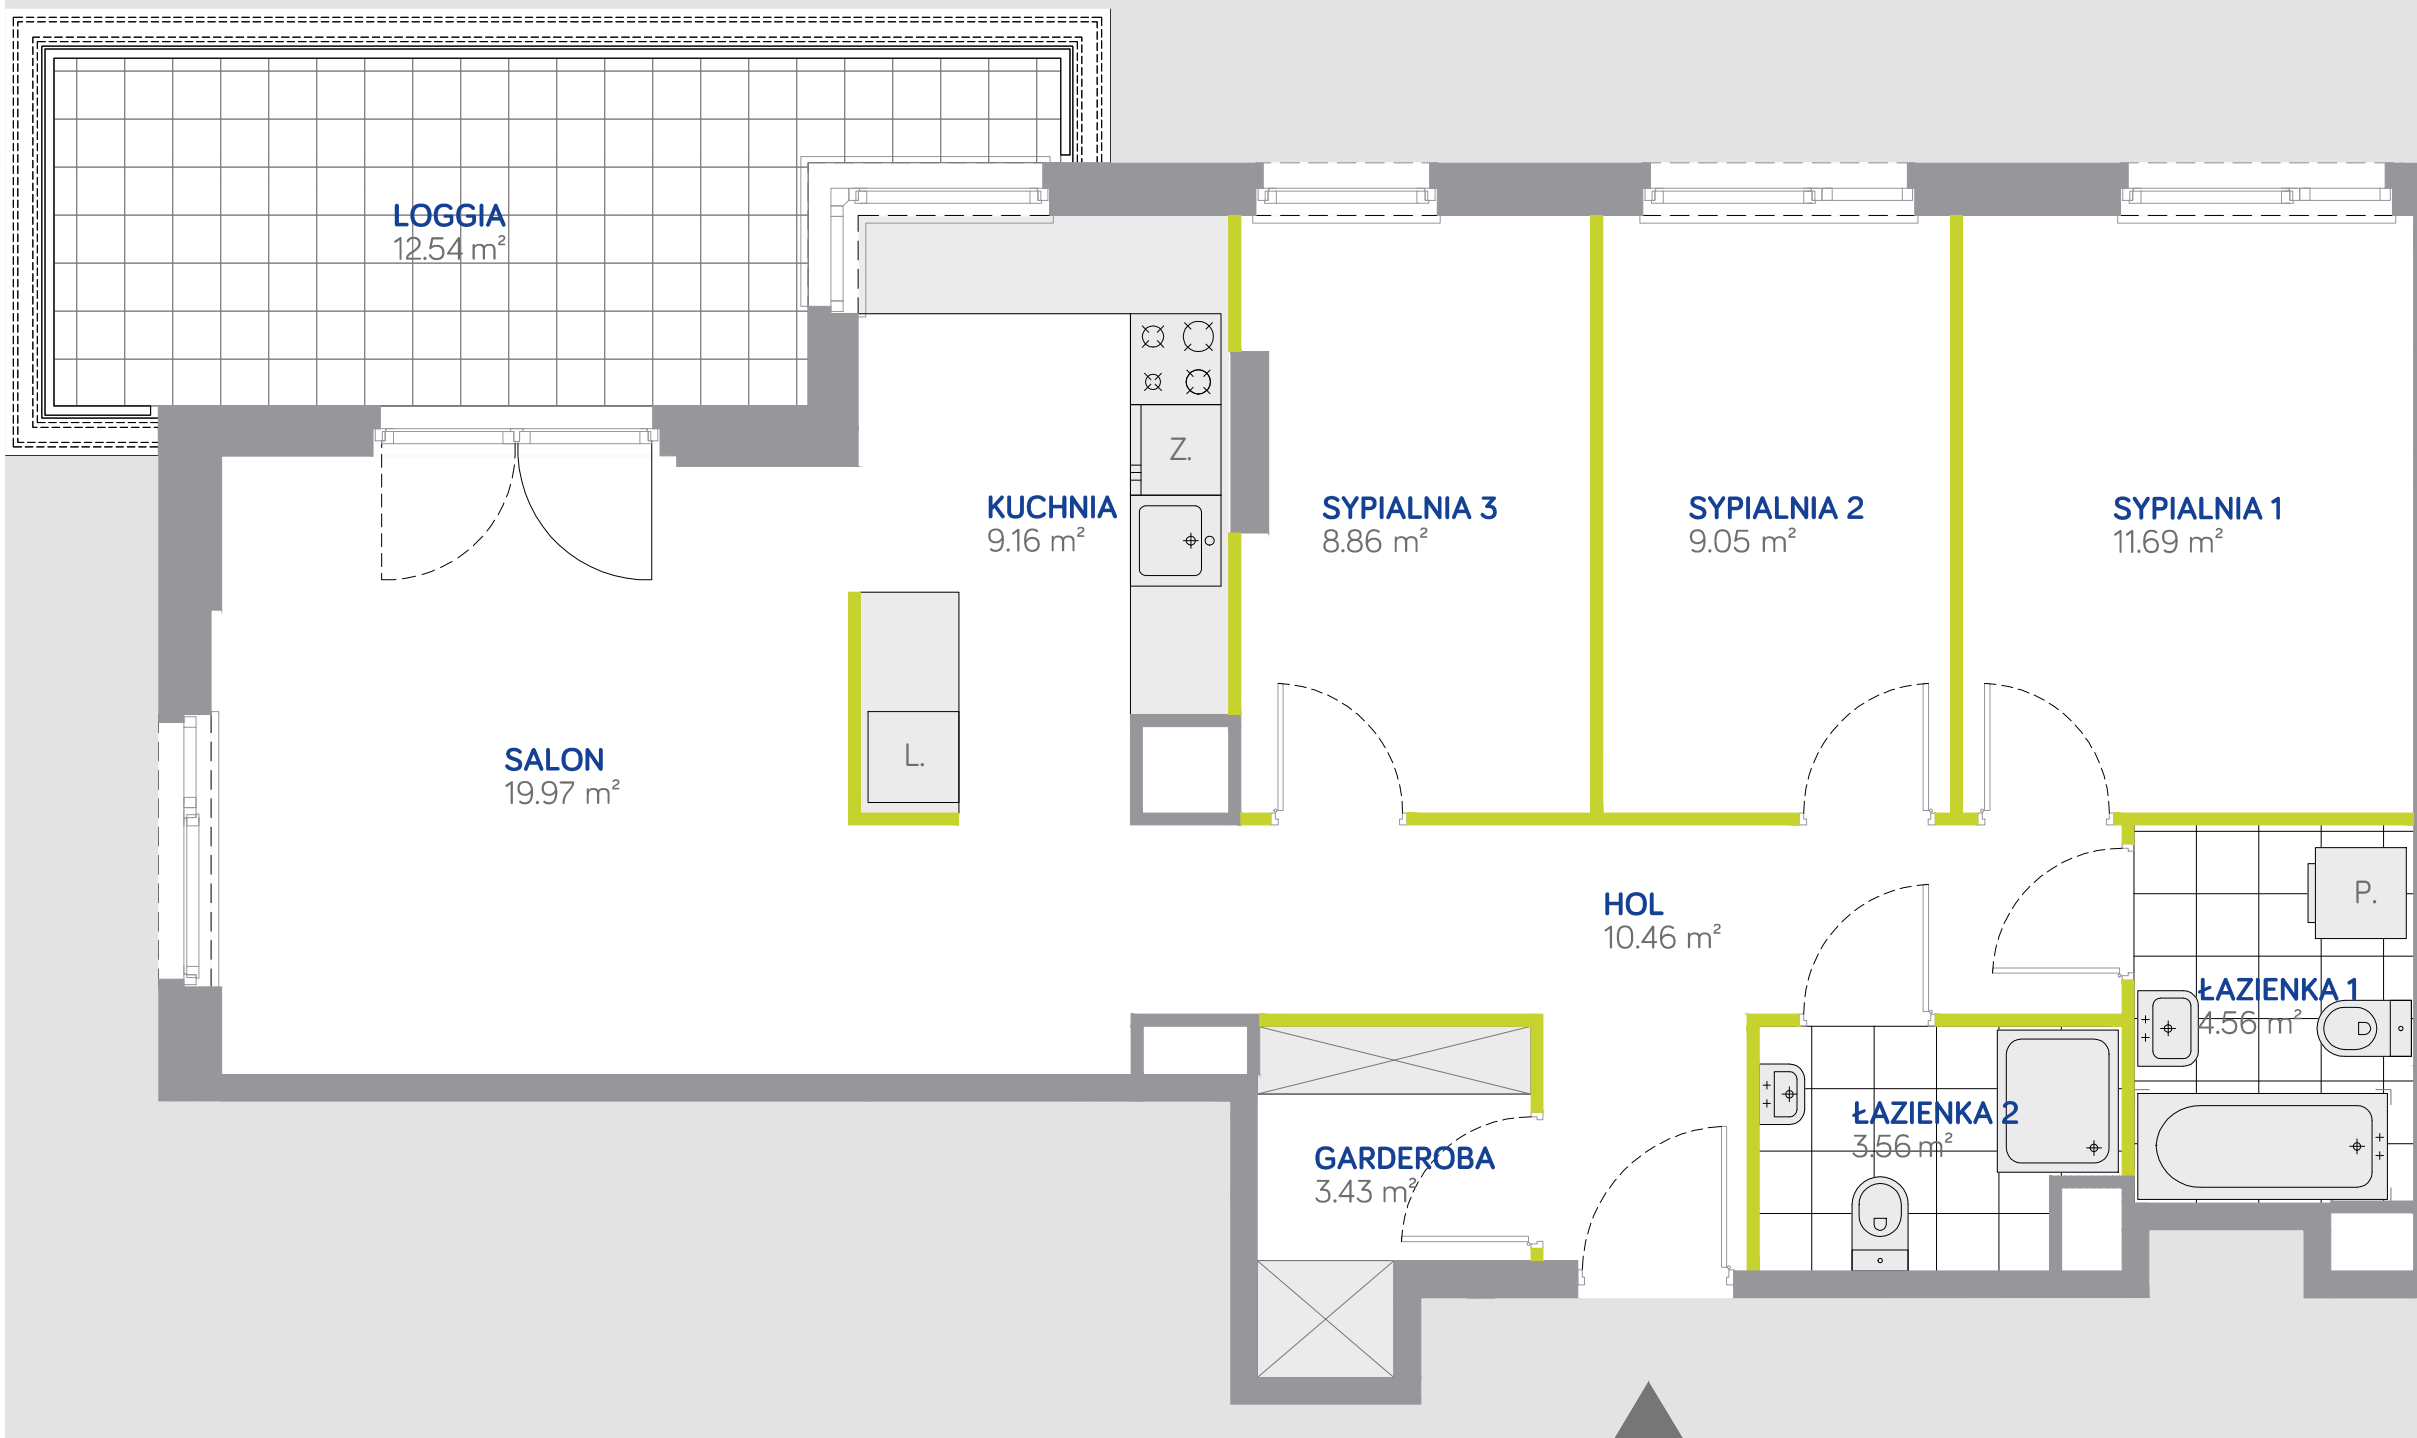 LOGGIA
12.54 m²
KUCHNIA
9.16 m²
Z.
L.
SYPIALNIA 3
8.86 m²
SYPIALNIA 2
9.05 m²
SYPIALNIA 1
11.69 m²
SALON
19.97 m²
HOL
10.46 m²
P.
ŁAZIENKA 1
4.56 m²
ŁAZIENKA 2
3.56 m²
GARDEROBA
3.43 m²